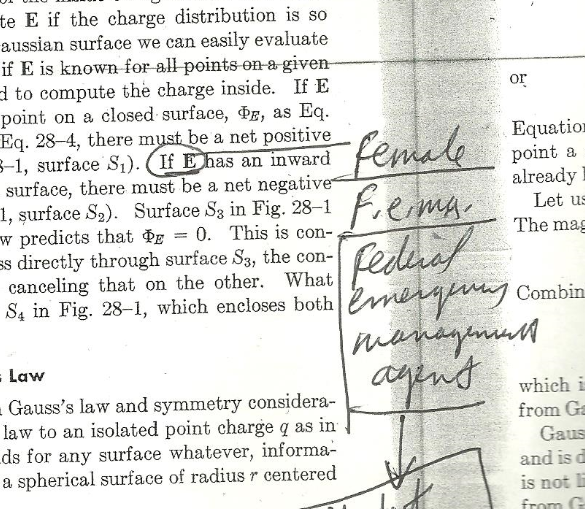 te E if the charge distribution is so
aussian surface we can easily evaluate
if E is known for all points on a given
d to compute the charge inside. If E
point on a closed surface, Φ_E, as Eq.
Eq. 28–4, there must be a net positive
–1, surface S₁). If E has an inward
surface, there must be a net negative
1, surface S₂). Surface S₃ in Fig. 28–1
w predicts that Φ_E = 0. This is con-
ss directly through surface S₃, the con-
canceling that on the other. What
S₄ in Fig. 28–1, which encloses both
female
F.e.ma.
Federal
emergency
management
agent
s Law
Gauss's law and symmetry considera-
law to an isolated point charge q as in
ds for any surface whatever, informa-
a spherical surface of radius r centered
or
Equation
point a
already
Let us
The mag
Combin
which i
from Ga
Gaus
and is d
is not li
from G